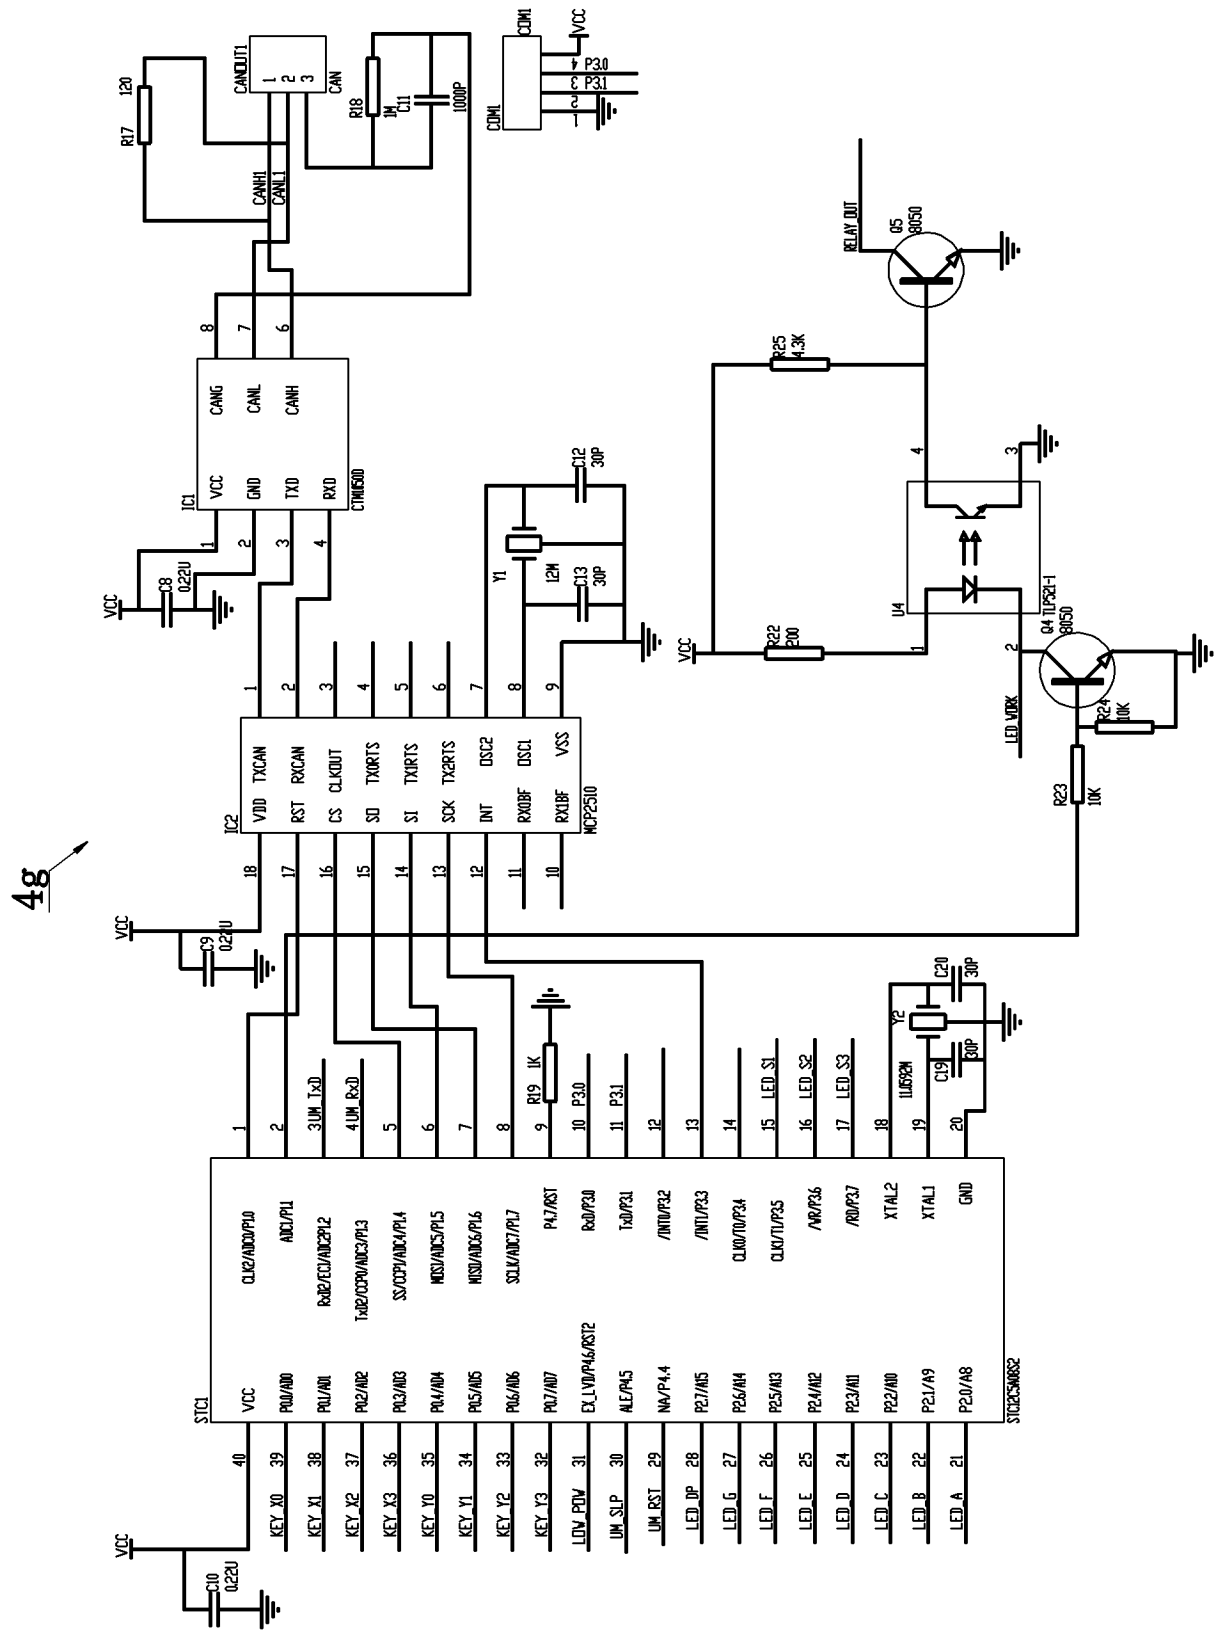 4g
STC1
VCC
C10
0.22U
VCC
40
P0.0/AD0
39
KEY_X0
P0.1/AD1
38
KEY_X1
P0.2/AD2
37
KEY_X2
P0.3/AD3
36
KEY_X3
P0.4/AD4
35
KEY_Y0
P0.5/AD5
34
KEY_Y1
P0.6/AD6
33
KEY_Y2
P0.7/AD7
32
KEY_Y3
EX_LVD/P4.6/RST2
31
LOW_POW
ALE/P4.5
30
UM_SLP
NA/P4.4
29
UM_RST
P2.7/A15
28
LED_DP
P2.6/A14
27
LED_G
P2.5/A13
26
LED_F
P2.4/A12
25
LED_E
P2.3/A11
24
LED_D
P2.2/A10
23
LED_C
P2.1/A9
22
LED_B
P2.0/A8
21
LED_A
STC12C5A08S2
CLK2/ADC0/P1.0
1
ADC1/P1.1
2
RxD2/ECI/ADC2P1.2
3 UM_TxD
TxD2/CCP0/ADC3/P1.3
4 UM_RxD
SS/CCP1/ADC4/P1.4
5
MOSI/ADC5/P1.5
6
MISO/ADC6/P1.6
7
SCLK/ADC7/P1.7
8
P4.7/RST
9
R19 1K
RxD/P3.0
10 P3.0
TxD/P3.1
11 P3.1
/INT0/P3.2
12
/INT1/P3.3
13
CLK0/T0/P3.4
14
CLK1/T1/P3.5
15 LED_S1
/WR/P3.6
16 LED_S2
/RD/P3.7
17 LED_S3
XTAL2
18
XTAL1
19
GND
20
11.0592M
Y2
C19
30P
C20
30P
VCC
C9
0.22U
IC2
VDD TXCAN
18
1
RST RXCAN
17
2
CS CLKOUT
16
3
SO TX0RTS
15
4
SI TX1RTS
14
5
SCK TX2RTS
13
6
INT OSC2
12
7
RX0BF OSC1
11
8
RX1BF VSS
10
9
MCP2510
Y1
12M
C13
30P
C12
30P
VCC
C8
0.22U
IC1
VCC
1
GND
2
TXD
3
RXD
4
CANG
8
CANL
7
CANH
6
CTM1050D
R17
120
CANOUT1
1
2
3
CAN
CANH1
CANL1
R18
1M
C11
1000P
COM1
COM1
VCC
4
P3.0
3
P3.1
2
1
VCC
R22
200
R25
4.3K
U4
TLP521-1
1
2
3
4
Q4
8050
LED_WORK
R23
10K
R24
10K
RELAY_OUT
Q5
8050